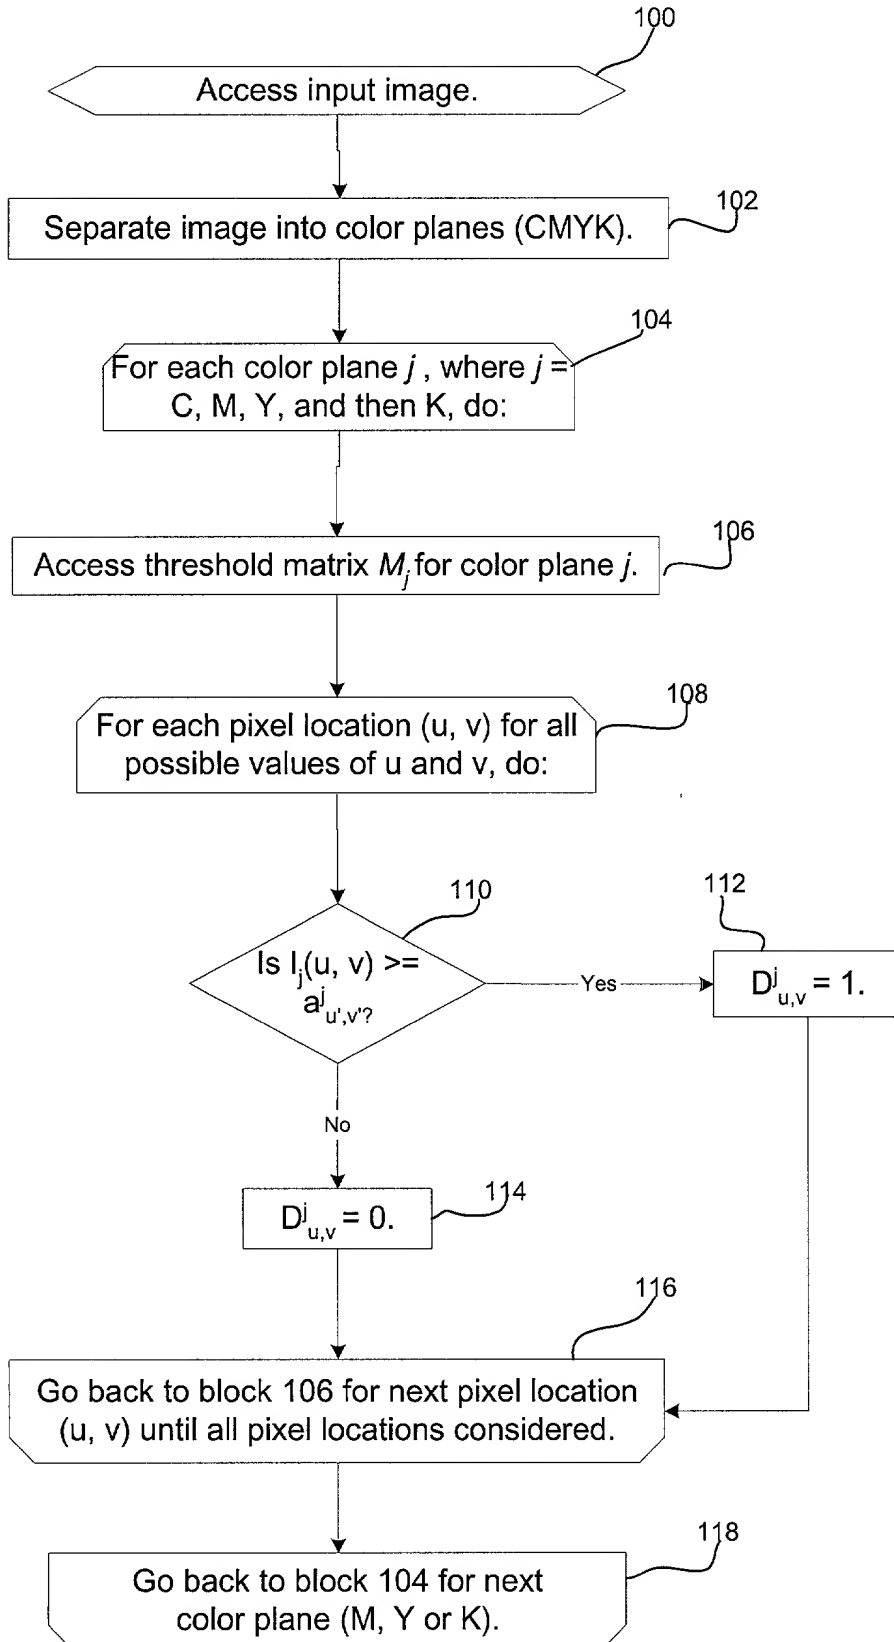 100
Access input image.
102
Separate image into color planes (CMYK).
104
For each color plane j , where j =
C, M, Y, and then K, do:
106
Access threshold matrix Mj for color plane j.
108
For each pixel location (u, v) for all
possible values of u and v, do:
110
112
Is Ij(u, v) >=
a^j_u',v'?
Yes
D^j_u,v = 1.
No
114
D^j_u,v = 0.
116
Go back to block 106 for next pixel location
(u, v) until all pixel locations considered.
118
Go back to block 104 for next
color plane (M, Y or K).